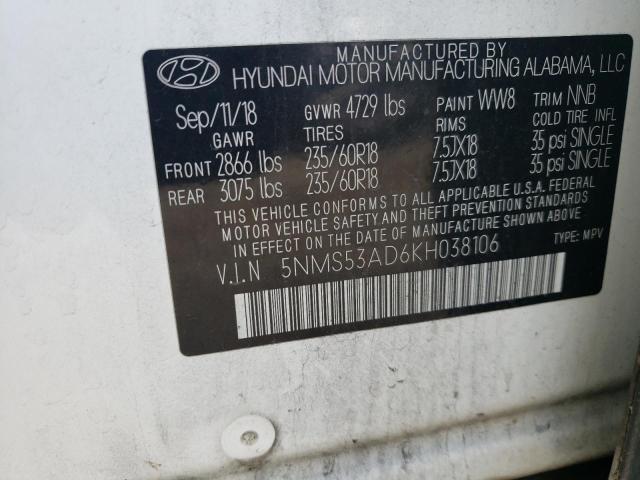 MANUFACTURED BY
HYUNDAI MOTOR MANUFACTURING ALABAMA, LLC
Sep/11/18 GVWR 4729 lbs PAINT WW8 TRIM NNB
GAWR TIRES RIMS COLD TIRE INFL
FRONT 2866 lbs 235/60R18 7.5JX18 35 psi SINGLE
REAR 3075 lbs 235/60R18 7.5JX18 35 psi SINGLE
THIS VEHICLE CONFORMS TO ALL APPLICABLE U.S.A. FEDERAL
MOTOR VEHICLE SAFETY AND THEFT PREVENTION STANDARDS
IN EFFECT ON THE DATE OF MANUFACTURE SHOWN ABOVE.
V.I.N 5NMS53AD6KH038106 TYPE: MPV